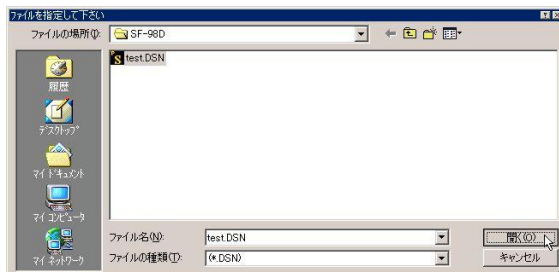 ファイルを指定して下さい
ファイルの場所(I):
SF-98D
test.DSN
履歴
デスクトップ
マイ ドキュメント
マイ コンピュータ
マイ ネットワーク
ファイル名(N):
test.DSN
開く(O)
ファイルの種類(T):
(*.DSN)
キャンセル